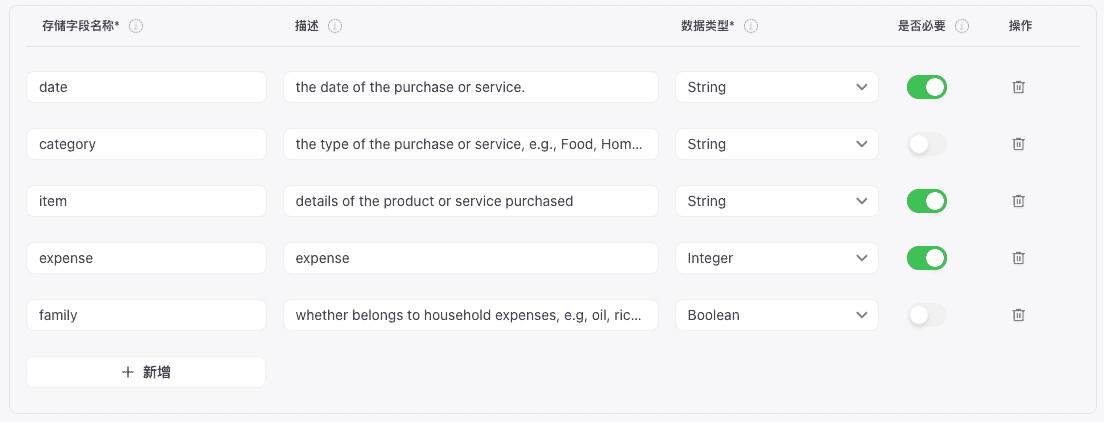 存储字段名称* 描述 数据类型* 是否必要 操作
date the date of the purchase or service. String
category the type of the purchase or service, e.g., Food, Hom... String
item details of the product or service purchased String
expense expense Integer
family whether belongs to household expenses, e.g, oil, ric... Boolean
新增